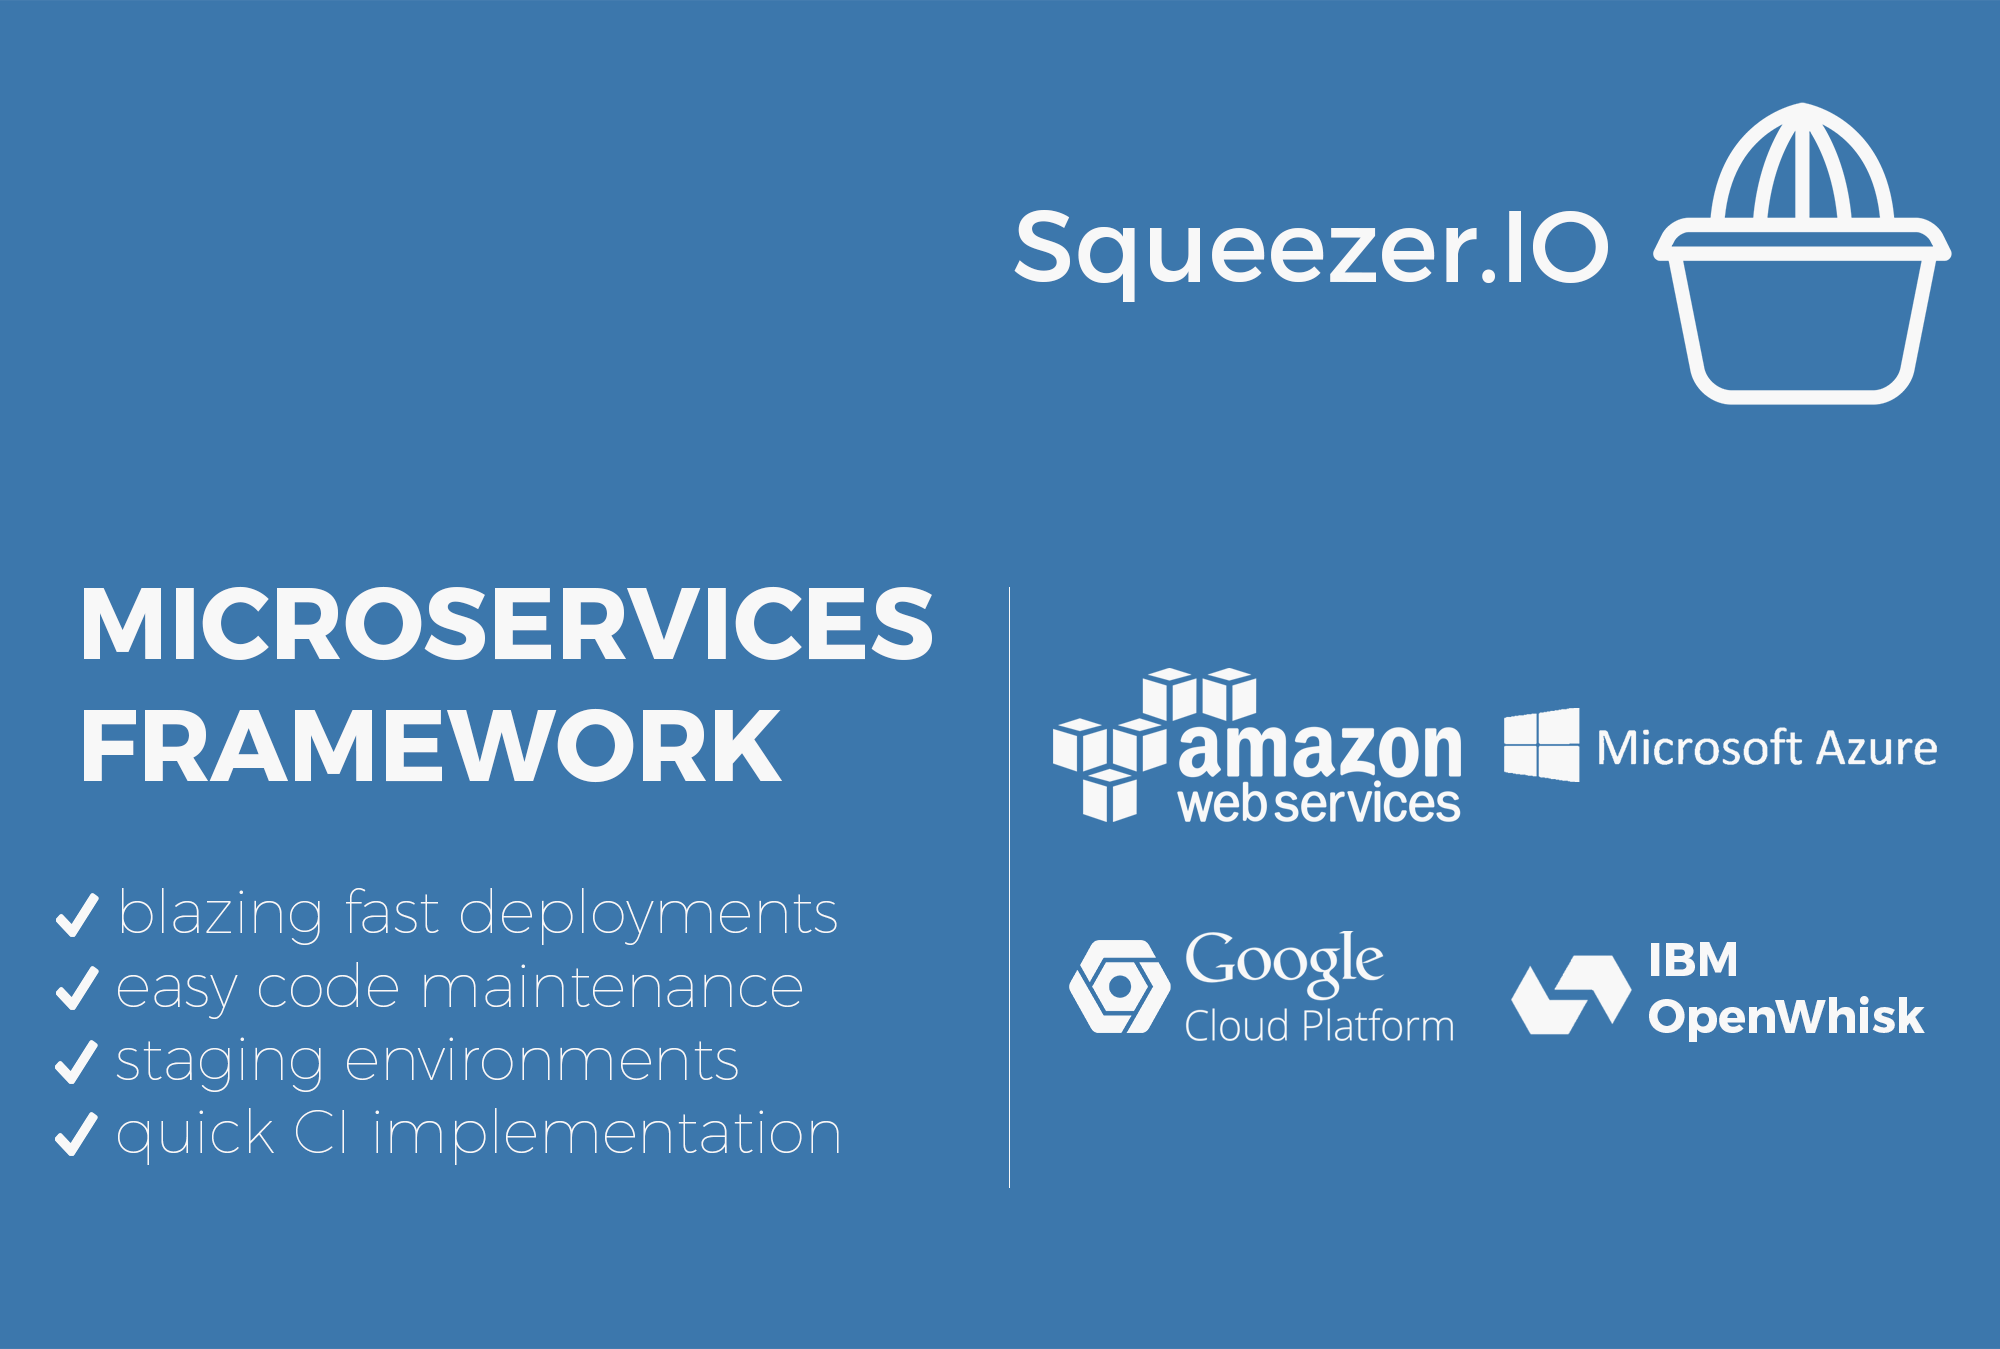 Squeezer.IO
MICROSERVICES
FRAMEWORK
blazing fast deployments
easy code maintenance
staging environments
quick CI implementation
amazon
web services
Microsoft Azure
Google
Cloud Platform
IBM
OpenWhisk